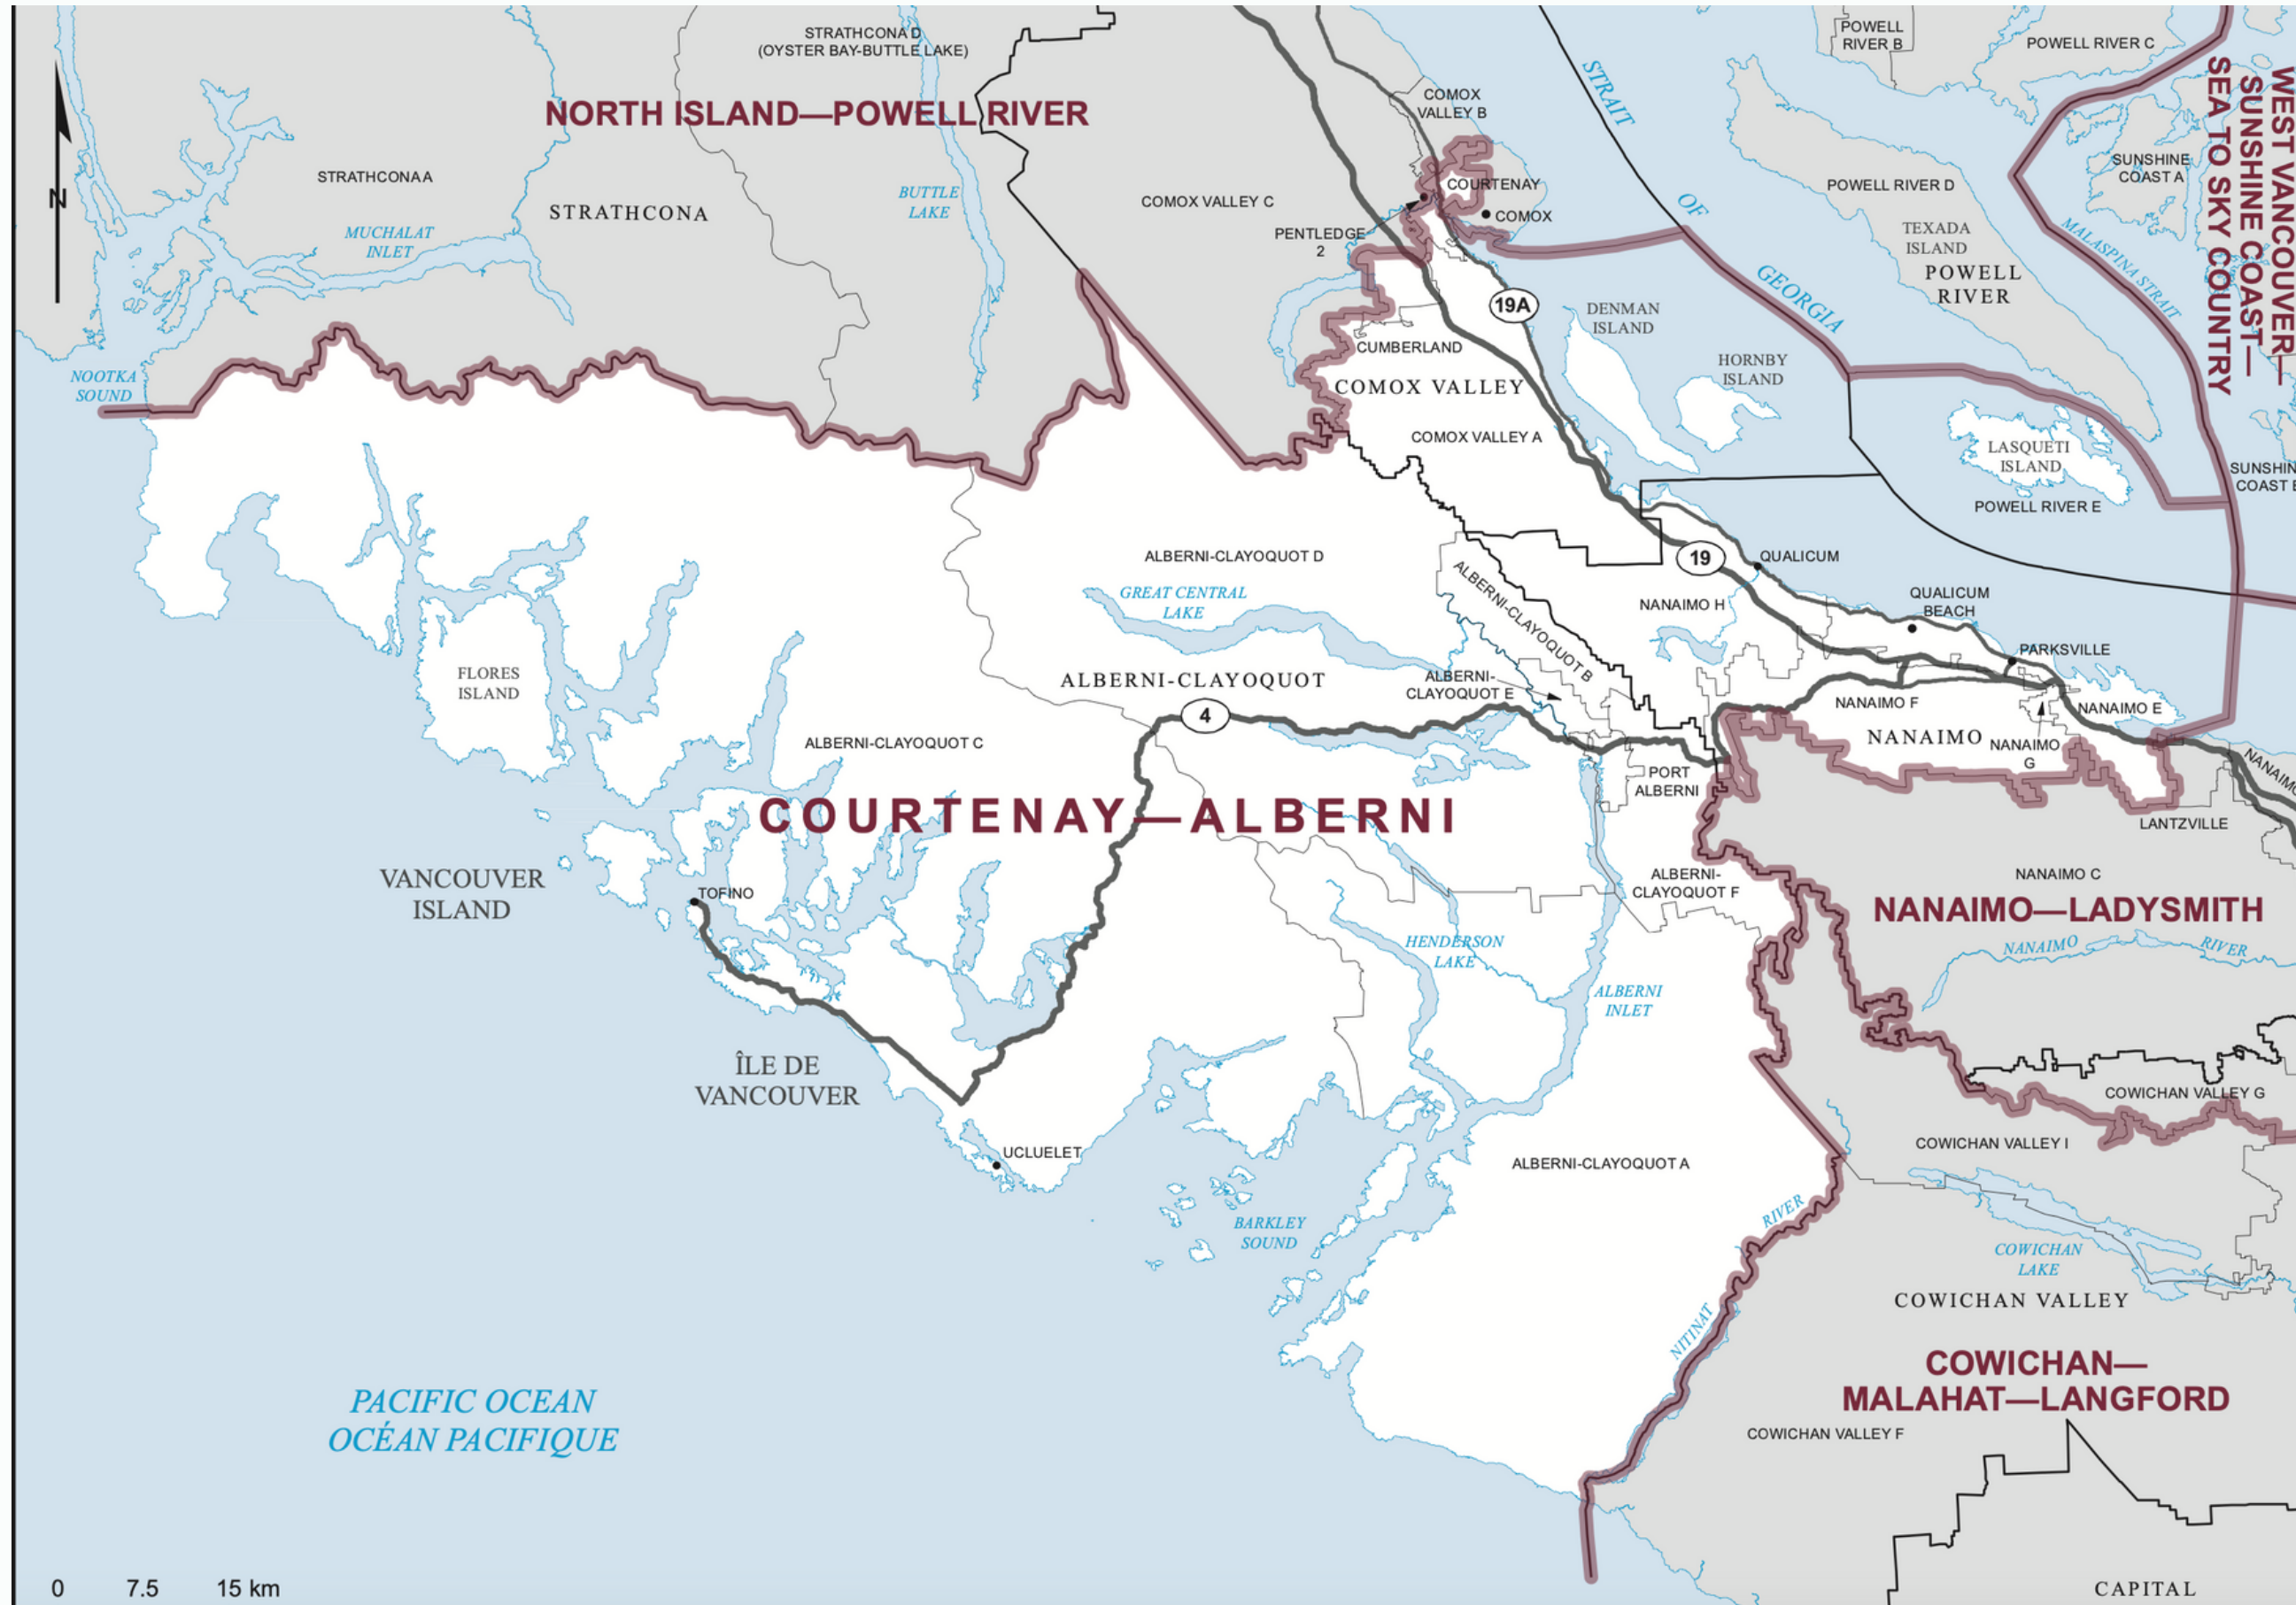 STRATHCONA D
(OYSTER BAY-BUTTLE LAKE)
POWELL
RIVER B
POWELL RIVER C
WEST VANCOUVER—
SUNSHINE COAST—
SEA TO SKY COUNTRY
STRAIT
OF
GEORGIA
COMOX
VALLEY B
NORTH ISLAND—POWELL RIVER
STRATHCONA A
N
STRATHCONA
BUTTLE
LAKE
COMOX VALLEY C
COURTENAY
COMOX
PENTLEDGE
2
POWELL RIVER D
TEXADA
ISLAND
POWELL
RIVER
SUNSHINE
COAST A
MALASPINA STRAIT
MUCHALAT
INLET
19A
DENMAN
ISLAND
HORNBY
ISLAND
NOOTKA
SOUND
CUMBERLAND
COMOX VALLEY
COMOX VALLEY A
LASQUETI
ISLAND
POWELL RIVER E
SUNSHIN
COAST E
ALBERNI-CLAYOQUOT D
GREAT CENTRAL
LAKE
ALBERNI-CLAYOQUOT B
19
QUALICUM
NANAIMO H
QUALICUM
BEACH
PARKSVILLE
FLORES
ISLAND
ALBERNI-CLAYOQUOT
ALBERNI-
CLAYOQUOT E
4
NANAIMO F
NANAIMO E
NANAIMO
NANAIMO
G
NANAIMO
ALBERNI-CLAYOQUOT C
PORT
ALBERNI
COURTENAY—ALBERNI
LANTZVILLE
VANCOUVER
ISLAND
TOFINO
ALBERNI-
CLAYOQUOT F
NANAIMO C
NANAIMO—LADYSMITH
NANAIMO
RIVER
HENDERSON
LAKE
ALBERNI
INLET
ÎLE DE
VANCOUVER
COWICHAN VALLEY G
COWICHAN VALLEY I
UCLUELET
ALBERNI-CLAYOQUOT A
BARKLEY
SOUND
RIVER
NITINAT
COWICHAN
LAKE
COWICHAN VALLEY
COWICHAN—
MALAHAT—LANGFORD
COWICHAN VALLEY F
PACIFIC OCEAN
OCÉAN PACIFIQUE
0 7.5 15 km
CAPITAL